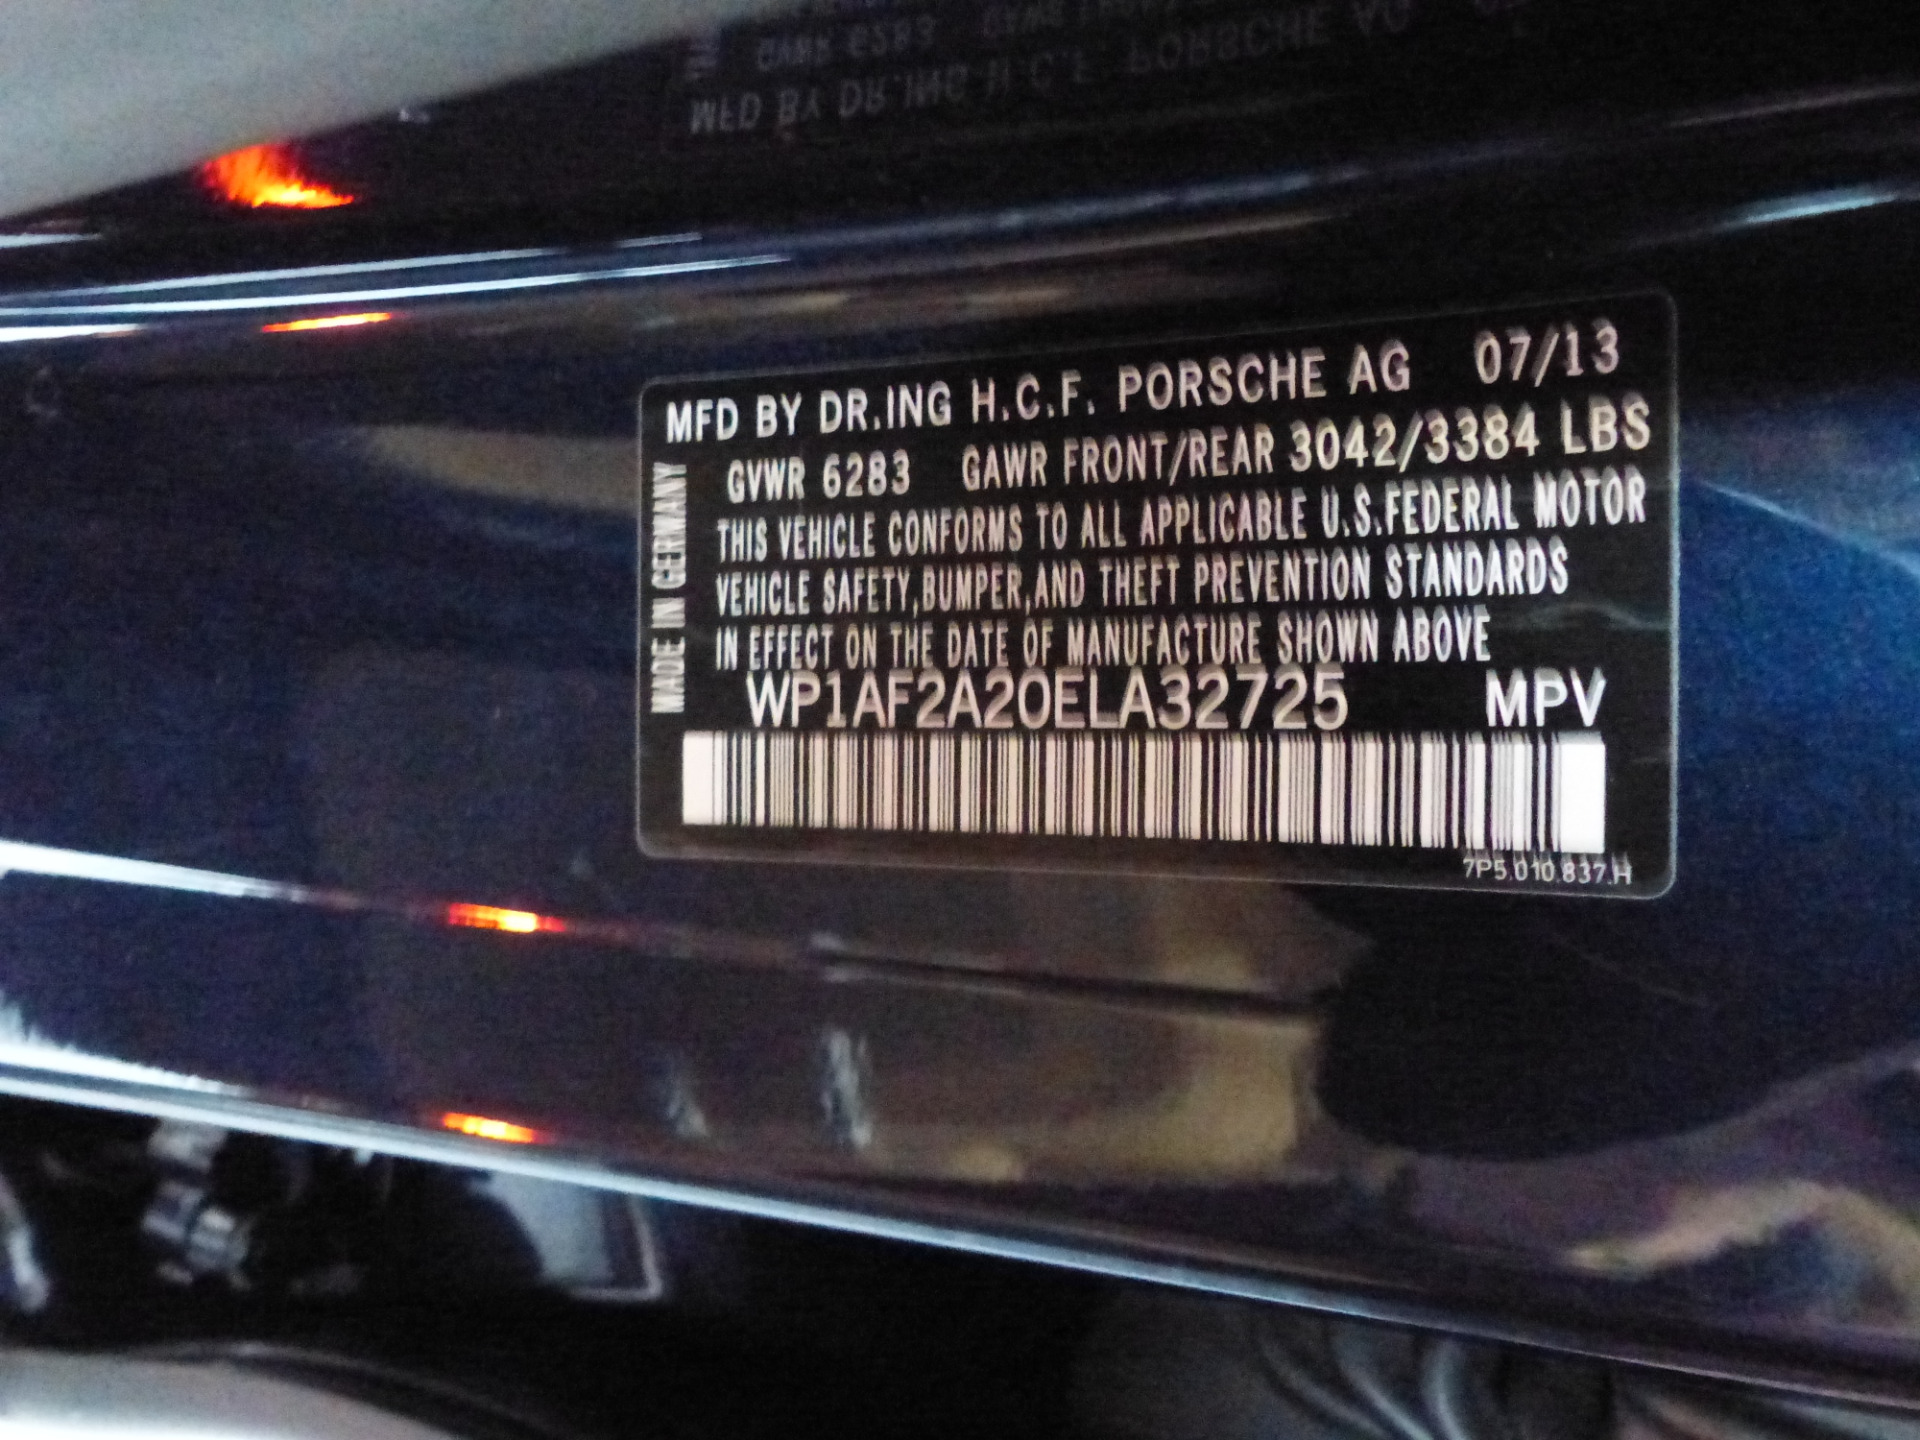 MFD BY DR.ING H.C.F. PORSCHE AG 07/13
GVWR 6283 GAWR FRONT/REAR 3042/3384 LBS
THIS VEHICLE CONFORMS TO ALL APPLICABLE U.S.FEDERAL MOTOR
VEHICLE SAFETY,BUMPER,AND THEFT PREVENTION STANDARDS
IN EFFECT ON THE DATE OF MANUFACTURE SHOWN ABOVE
WP1AF2A20ELA32725 MPV
7P5.010.837.H
MADE IN GERMANY